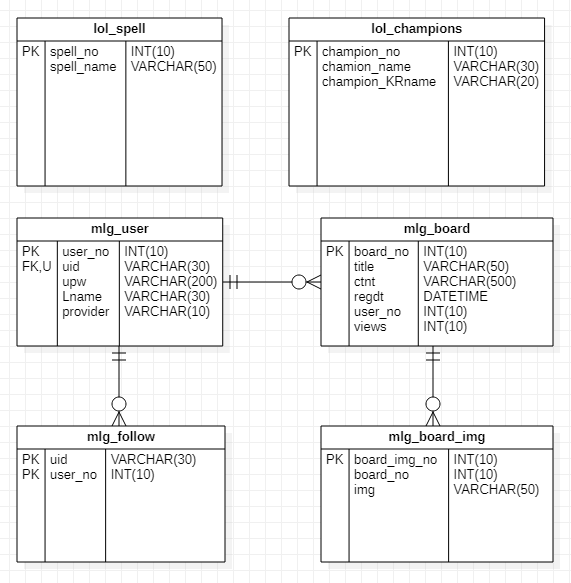 lol_spell
PK spell_no INT(10)
spell_name VARCHAR(50)
lol_champions
PK champion_no INT(10)
chamion_name VARCHAR(30)
champion_KRname VARCHAR(20)
mlg_user
PK user_no INT(10)
FK,U uid VARCHAR(30)
upw VARCHAR(200)
Lname VARCHAR(30)
provider VARCHAR(10)
mlg_board
PK board_no INT(10)
title VARCHAR(50)
ctnt VARCHAR(500)
regdt DATETIME
user_no INT(10)
views INT(10)
mlg_follow
PK uid VARCHAR(30)
PK user_no INT(10)
mlg_board_img
PK board_img_no INT(10)
board_no INT(10)
img VARCHAR(50)